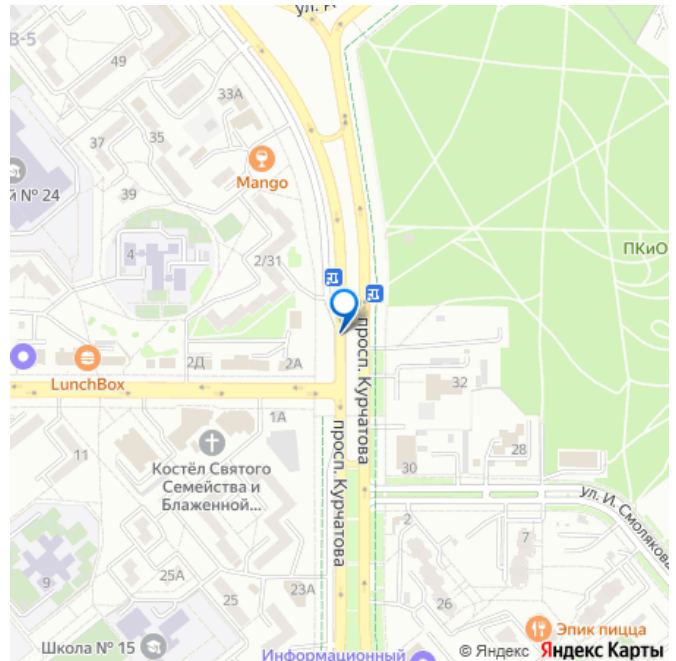 ул. К
В-5
49
33А
37
35
Mango
й № 24
39
4
2/31
ПКиО
2Д
2А
LunchBox
просп. Курчатова
32
1А
11
Костёл Святого
Семейства и
Блаженной...
просп. Курчатова
28
30
ул. И. Смолякова
2
7
9
25А
25
23А
26
Эпик пицца
Школа № 15
Информационный
© Яндекс Яндекс Карты